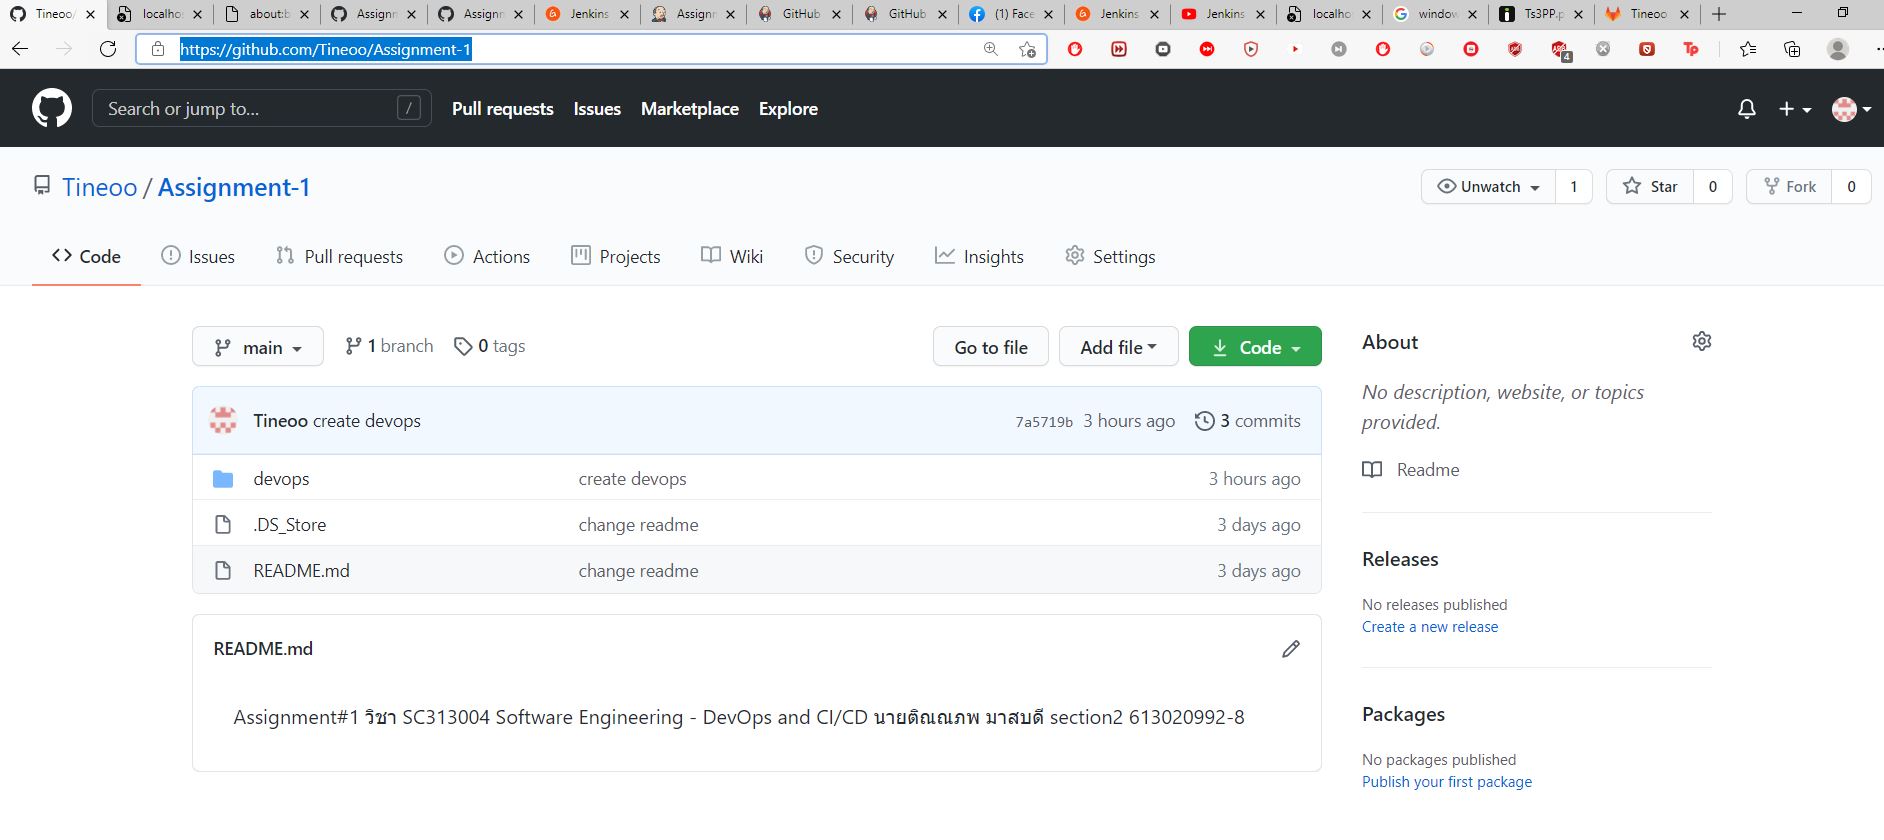 Tineoo/ localho: about:b Assignn Assignn Jenkins Assignr GitHub GitHub (1) Face Jenkins Jenkins localho: window Ts3PP.p Tineoo
https://github.com/Tineoo/Assignment-1 4 Tp
Search or jump to... / Pull requests Issues Marketplace Explore
Tineoo / Assignment-1 Unwatch 1 Star 0 Fork 0
Code Issues Pull requests Actions Projects Wiki Security Insights Settings
main 1 branch 0 tags Go to file Add file Code
Tineoo create devops 7a5719b 3 hours ago 3 commits
devops create devops 3 hours ago
.DS_Store change readme 3 days ago
README.md change readme 3 days ago
README.md
Assignment#1 วิชา SC313004 Software Engineering - DevOps and CI/CD นายติณณภพ มาสบดี section2 613020992-8
About
No description, website, or topics
provided.
Readme
Releases
No releases published
Create a new release
Packages
No packages published
Publish your first package